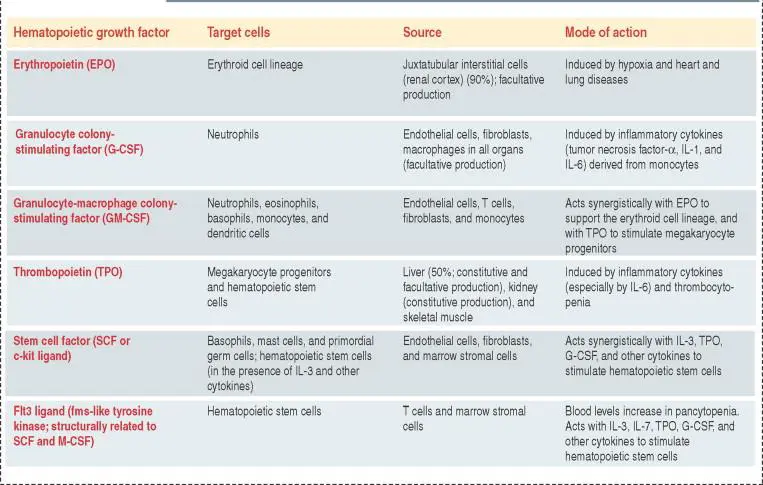 Hematopoietic growth factor
Target cells
Source
Mode of action
Erythropoietin (EPO)
Erythroid cell lineage
Juxtatubular interstitial cells
(renal cortex) (90%); facultative
production
Induced by hypoxia and heart and
lung diseases
Granulocyte colony-
stimulating factor (G-CSF)
Neutrophils
Endothelial cells, fibroblasts,
macrophages in all organs
(facultative production)
Induced by inflammatory cytokines
(tumor necrosis factor-α, IL-1, and
IL-6) derived from monocytes
Granulocyte-macrophage colony-
stimulating factor (GM-CSF)
Neutrophils, eosinophils,
basophils, monocytes, and
dendritic cells
Endothelial cells, T cells,
fibroblasts, and monocytes
Acts synergistically with EPO to
support the erythroid cell lineage, and
with TPO to stimulate megakaryocyte
progenitors
Thrombopoietin (TPO)
Megakaryocyte progenitors
and hematopoietic stem
cells
Liver (50%; constitutive and
facultative production), kidney
(constitutive production), and
skeletal muscle
Induced by inflammatory cytokines
(especially by IL-6) and thrombocyto-
penia
Stem cell factor (SCF or
c-kit ligand)
Basophils, mast cells, and primordial
germ cells; hematopoietic stem cells
(in the presence of IL-3 and other
cytokines)
Endothelial cells, fibroblasts,
and marrow stromal cells
Acts synergistically with IL-3, TPO,
G-CSF, and other cytokines to
stimulate hematopoietic stem cells
Flt3 ligand (fms-like tyrosine
kinase; structurally related to
SCF and M-CSF)
Hematopoietic stem cells
T cells and marrow stromal
cells
Blood levels increase in pancytopenia.
Acts with IL-3, IL-7, TPO, G-CSF, and
other cytokines to stimulate
hematopoietic stem cells